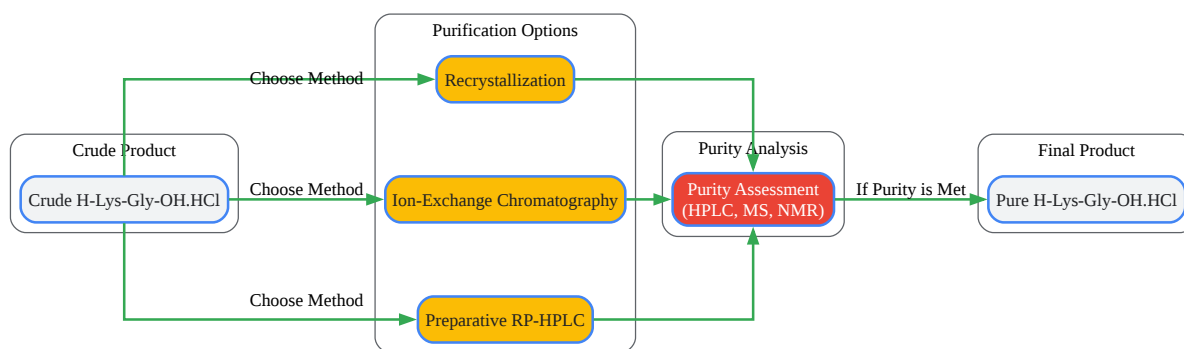 Purification Options
Choose Method
Recrystallization
Crude Product
Purity Analysis
Final Product
Crude H-Lys-Gly-OH.HCl
Choose Method
Ion-Exchange Chromatography
Purity Assessment
(HPLC, MS, NMR)
If Purity is Met
Pure H-Lys-Gly-OH.HCl
Choose Method
Preparative RP-HPLC